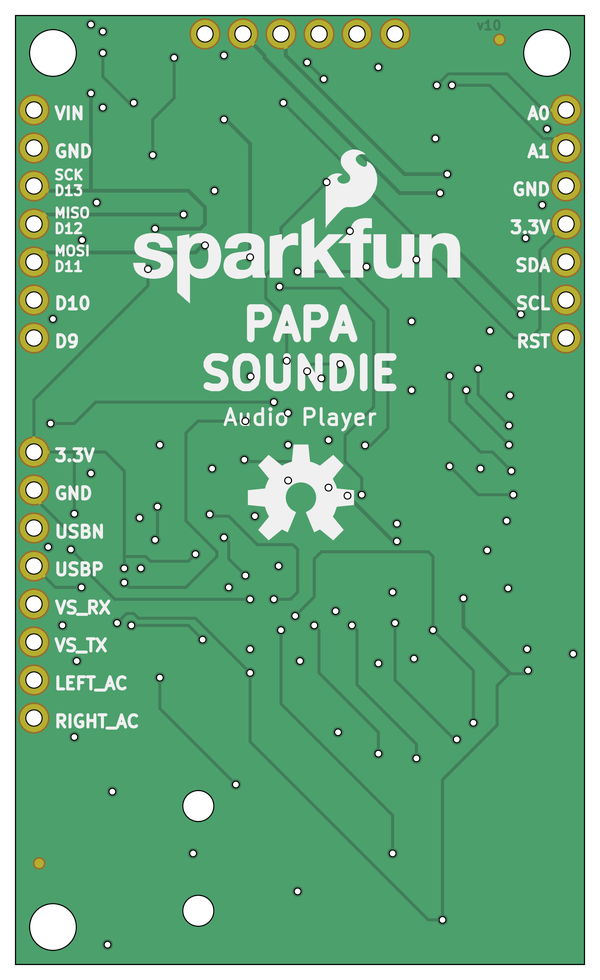 v10
VIN
GND
SCK
D13
MISO
D12
MOSI
D11
D10
D9
A0
A1
GND
3.3V
SDA
SCL
RST
sparkfun
PAPA
SOUNDIE
Audio Player
3.3V
GND
USBN
USBP
VS_RX
VS_TX
LEFT_AC
RIGHT_AC